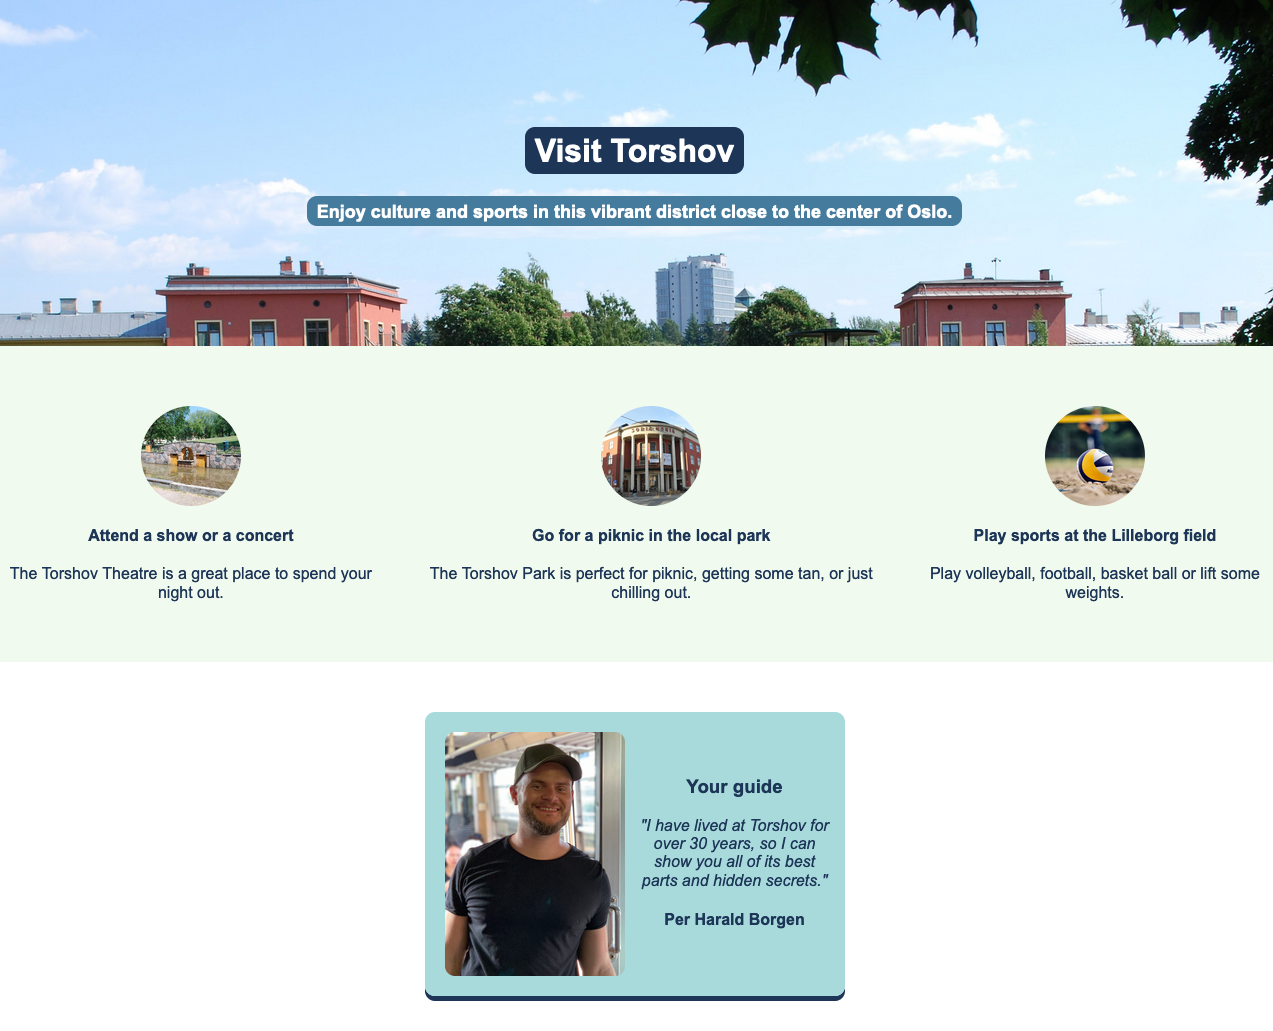 Visit Torshov
Enjoy culture and sports in this vibrant district close to the center of Oslo.
Attend a show or a concert
The Torshov Theatre is a great place to spend your
night out.
Go for a piknic in the local park
The Torshov Park is perfect for piknic, getting some tan, or just
chilling out.
Play sports at the Lilleborg field
Play volleyball, football, basket ball or lift some
weights.
Your guide
"I have lived at Torshov for
over 30 years, so I can
show you all of its best
parts and hidden secrets."
Per Harald Borgen